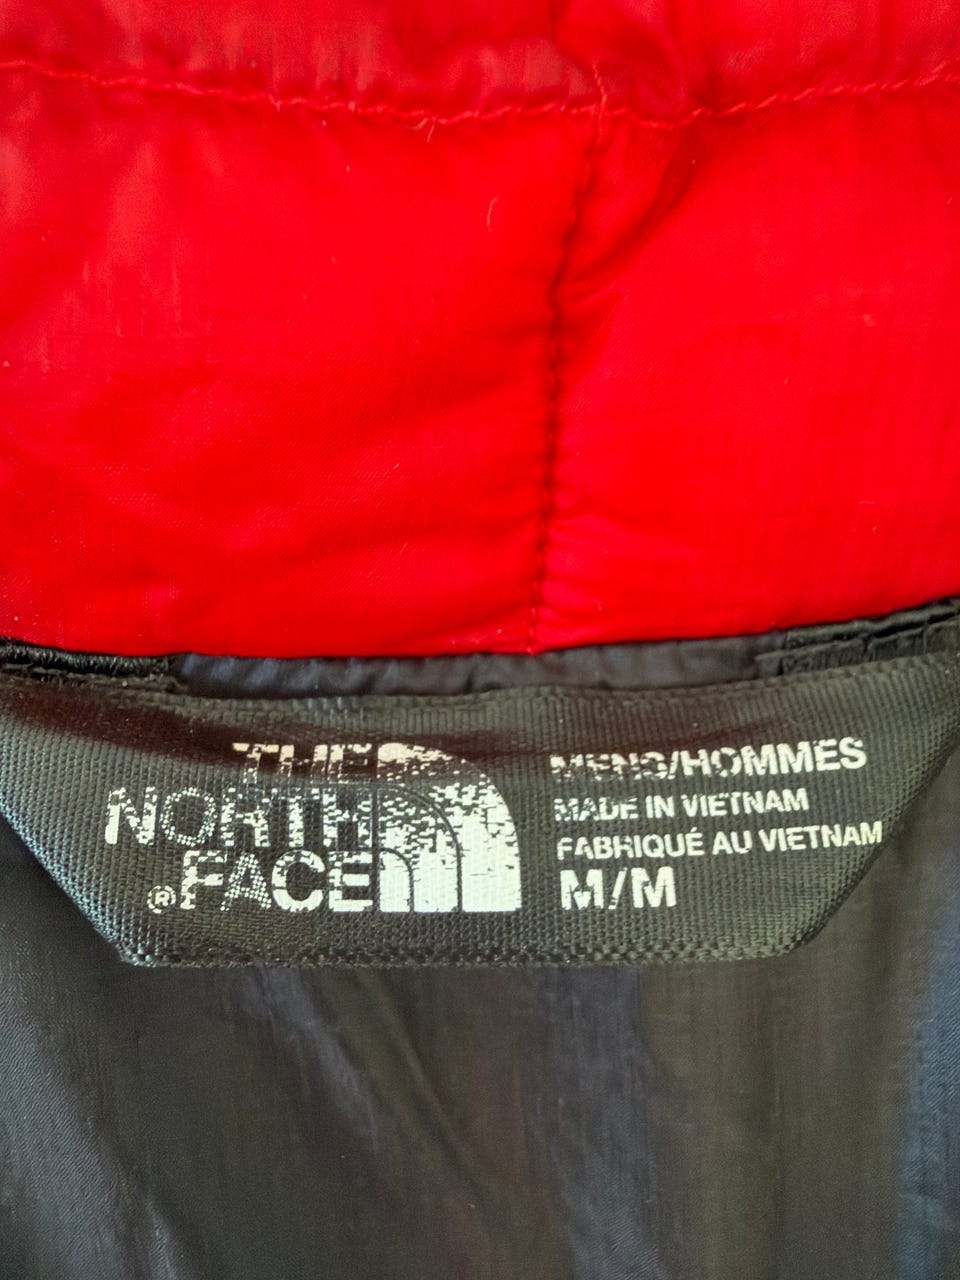 THE
NORTH
®FACE
MENS/HOMMES
MADE IN VIETNAM
FABRIQUÉ AU VIETNAM
M/M